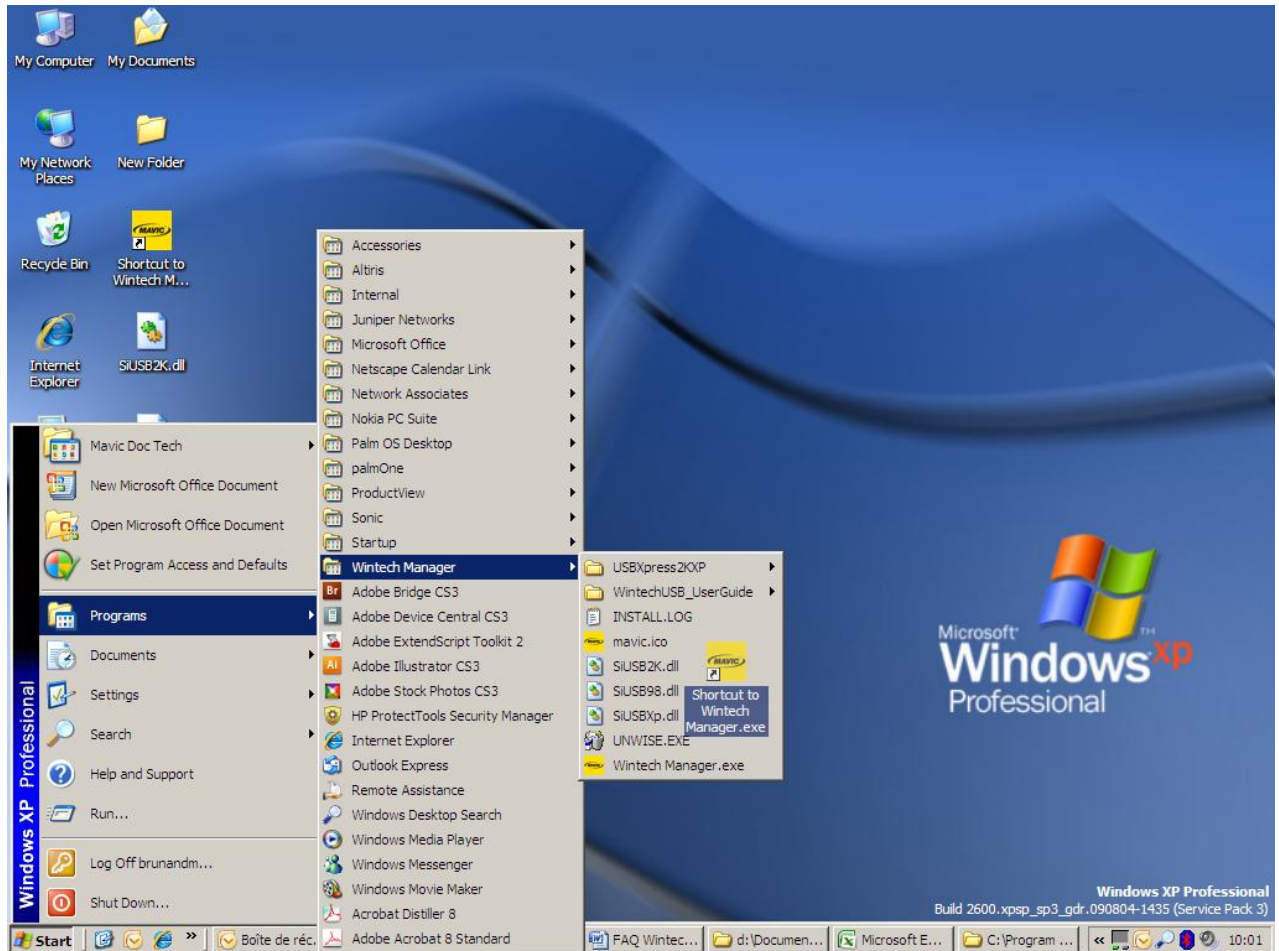 My Computer
My Documents
My Network
Places
New Folder
Recycle Bin
MAVIC
Shortcut to
Wintech M...
Internet
Explorer
SiUSB2K.dll
Mavic Doc Tech
New Microsoft Office Document
Open Microsoft Office Document
Set Program Access and Defaults
Programs
Documents
Settings
Search
Help and Support
Run...
Log Off brunandm...
Shut Down...
Windows XP Professional
Accessories
Altiris
Internal
Juniper Networks
Microsoft Office
Netscape Calendar Link
Network Associates
Nokia PC Suite
Palm OS Desktop
palmOne
ProductView
Sonic
Startup
Wintech Manager
Br Adobe Bridge CS3
Adobe Device Central CS3
Adobe ExtendScript Toolkit 2
Ai Adobe Illustrator CS3
Adobe Stock Photos CS3
HP ProtectTools Security Manager
Internet Explorer
Outlook Express
Remote Assistance
Windows Desktop Search
Windows Media Player
Windows Messenger
Windows Movie Maker
Acrobat Distiller 8
Adobe Acrobat 8 Standard
USBXpress2KXP
WintechUSB_UserGuide
INSTALL.LOG
mavic.ico
SiUSB2K.dll
SiUSB98.dll
SiUSBXp.dll
UNWISE.EXE
Wintech Manager.exe
MAVIC
Shortcut to
Wintech
Manager.exe
Microsoft
Windows xp
Professional
Windows XP Professional
Build 2600.xpsp_sp3_gdr.090804-1435 (Service Pack 3)
Start
»
Boîte de réc.
FAQ Wintec...
d:\Documen...
Microsoft E...
C:\Program ...
«
10:01